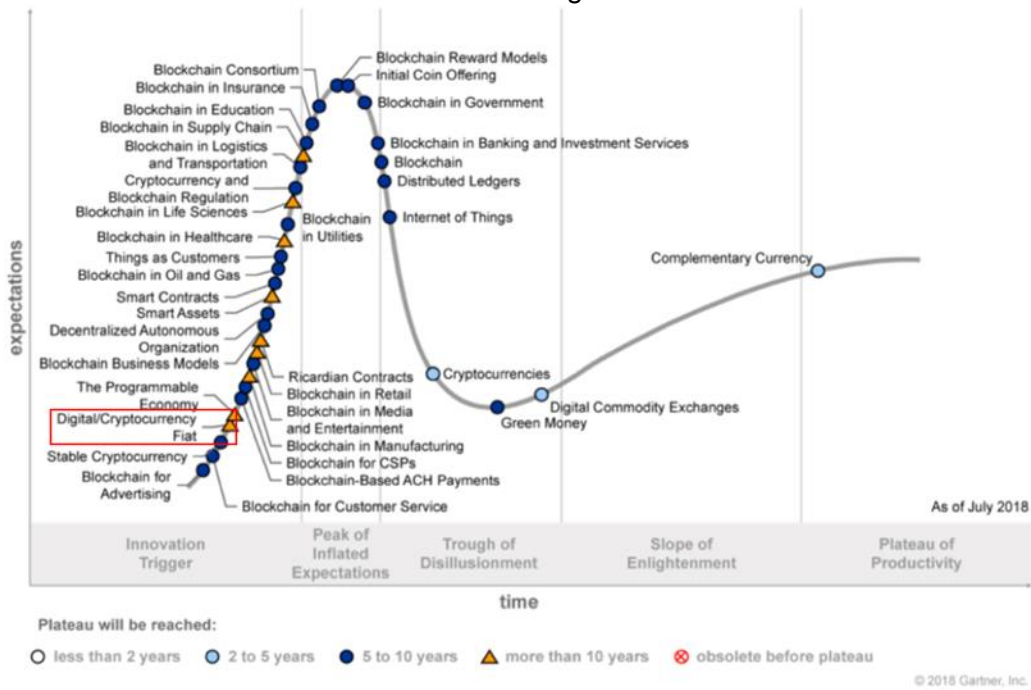 Blockchain Reward Models
Initial Coin Offering
Blockchain Consortium
Blockchain in Insurance
Blockchain in Government
Blockchain in Education
Blockchain in Supply Chain
Blockchain in Logistics
and Transportation
Blockchain in Banking and Investment Services
Blockchain
Cryptocurrency and
Blockchain Regulation
Distributed Ledgers
Blockchain in Life Sciences
Blockchain
in Utilities
Internet of Things
Blockchain in Healthcare
Things as Customers
Blockchain in Oil and Gas
Smart Contracts
Smart Assets
Decentralized Autonomous
Organization
Blockchain Business Models
The Programmable
Economy
Digital/Cryptocurrency
Fiat
Stable Cryptocurrency
Blockchain for
Advertising
Ricardian Contracts
Blockchain in Retail
Blockchain in Media
and Entertainment
Blockchain in Manufacturing
Blockchain for CSPs
Blockchain-Based ACH Payments
Blockchain for Customer Service
Cryptocurrencies
Green Money
Digital Commodity Exchanges
Complementary Currency
As of July 2018
expectations
Innovation
Trigger
Peak of
Inflated
Expectations
Trough of
Disillusionment
Slope of
Enlightenment
Plateau of
Productivity
time
Plateau will be reached:
less than 2 years
2 to 5 years
5 to 10 years
more than 10 years
obsolete before plateau
© 2018 Gartner, Inc.